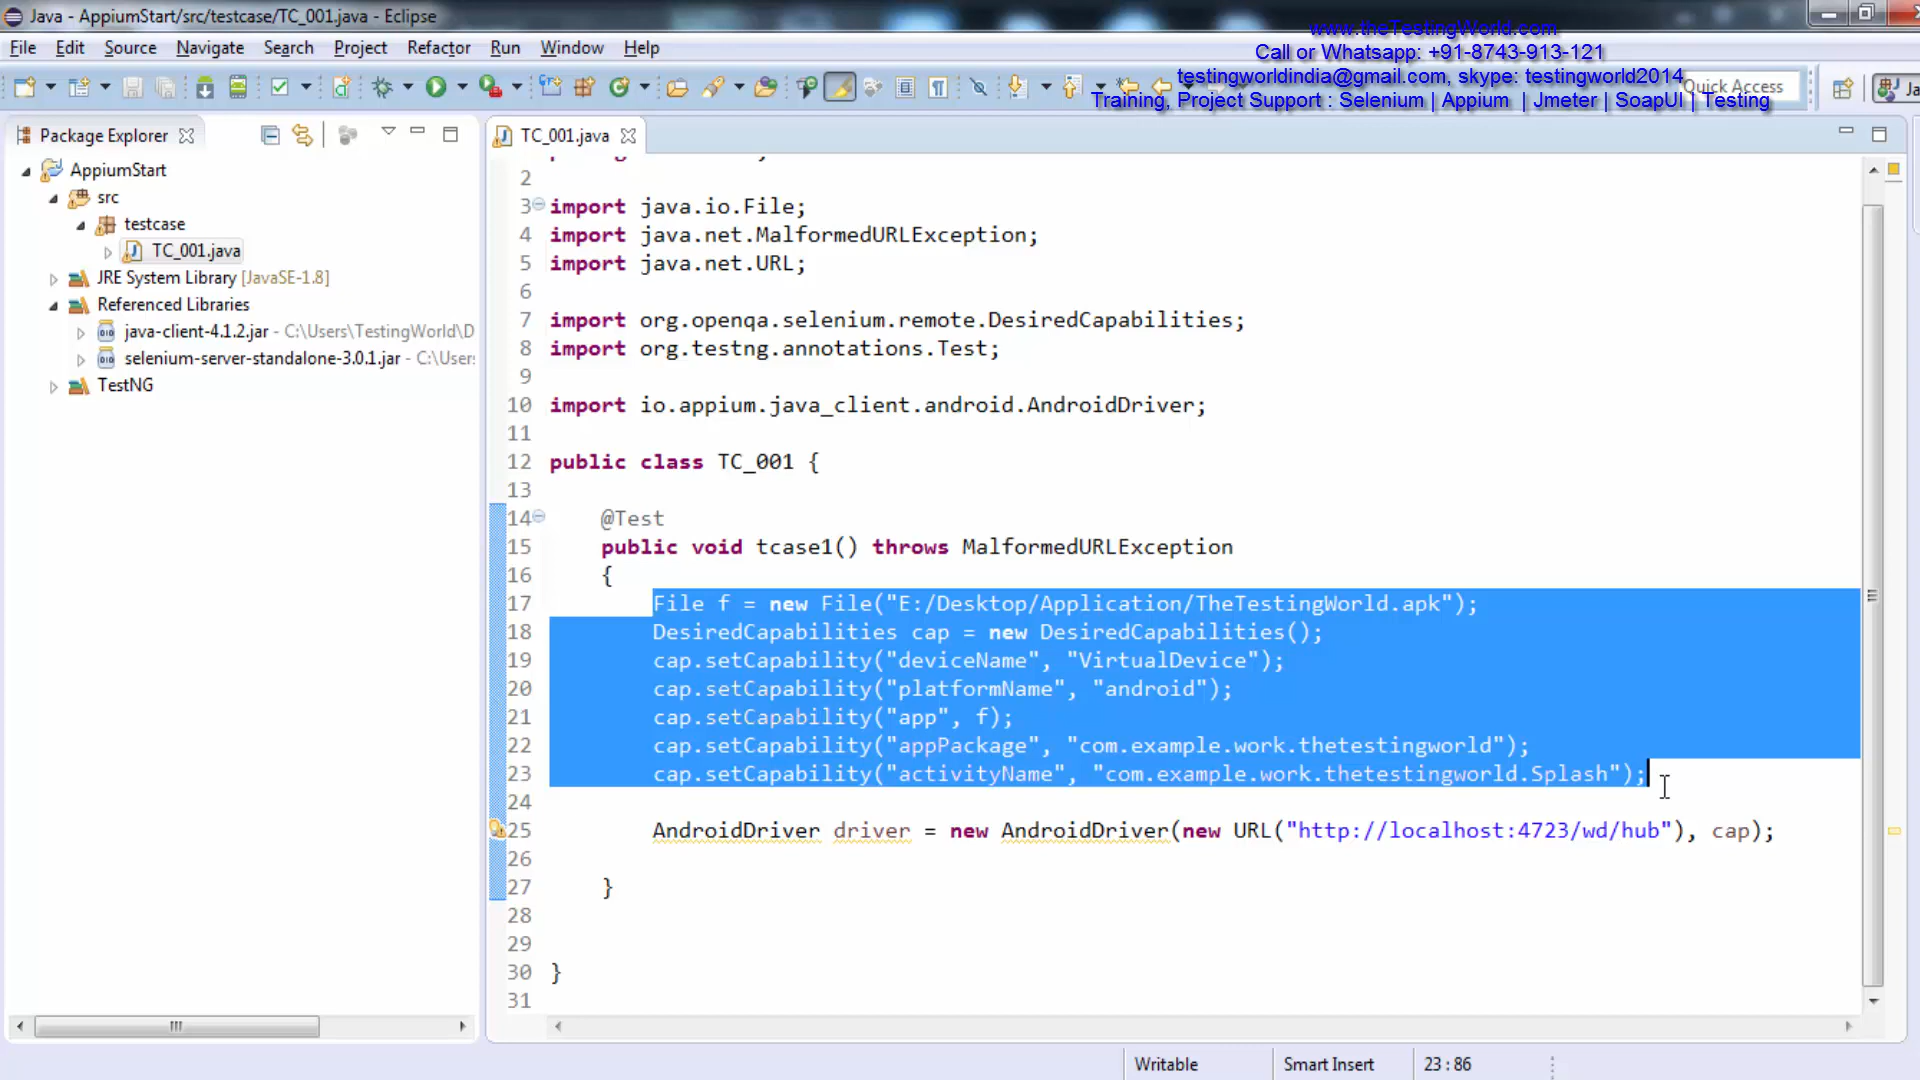 Java - AppiumStart/src/testcase/TC_001.java - Eclipse
www.theTestingWorld.com
File Edit Source Navigate Search Project Refactor Run Window Help
Call or Whatsapp: +91-8743-913-121
testingworldindia@gmail.com, skype: testingworld2014
Quick Access
Ja
Training, Project Support : Selenium | Appium | Jmeter | SoapUI | Testing
Package Explorer
TC_001.java
AppiumStart
src
testcase
TC_001.java
JRE System Library [JavaSE-1.8]
Referenced Libraries
java-client-4.1.2.jar - C:\Users\TestingWorld\D
selenium-server-standalone-3.0.1.jar - C:\User
TestNG
2
3 import java.io.File;
4 import java.net.MalformedURLException;
5 import java.net.URL;
6
7 import org.openqa.selenium.remote.DesiredCapabilities;
8 import org.testng.annotations.Test;
9
10 import io.appium.java_client.android.AndroidDriver;
11
12 public class TC_001 {
13
14 @Test
15 public void tcase1() throws MalformedURLException
16 {
17 File f = new File("E:/Desktop/Application/TheTestingWorld.apk");
18 DesiredCapabilities cap = new DesiredCapabilities();
19 cap.setCapability("deviceName", "VirtualDevice");
20 cap.setCapability("platformName", "android");
21 cap.setCapability("app", f);
22 cap.setCapability("appPackage", "com.example.work.thetestingworld");
23 cap.setCapability("activityName", "com.example.work.thetestingworld.Splash");
24
25 AndroidDriver driver = new AndroidDriver(new URL("http://localhost:4723/wd/hub"), cap);
26
27 }
28
29
30 }
31
Writable Smart Insert 23 : 86